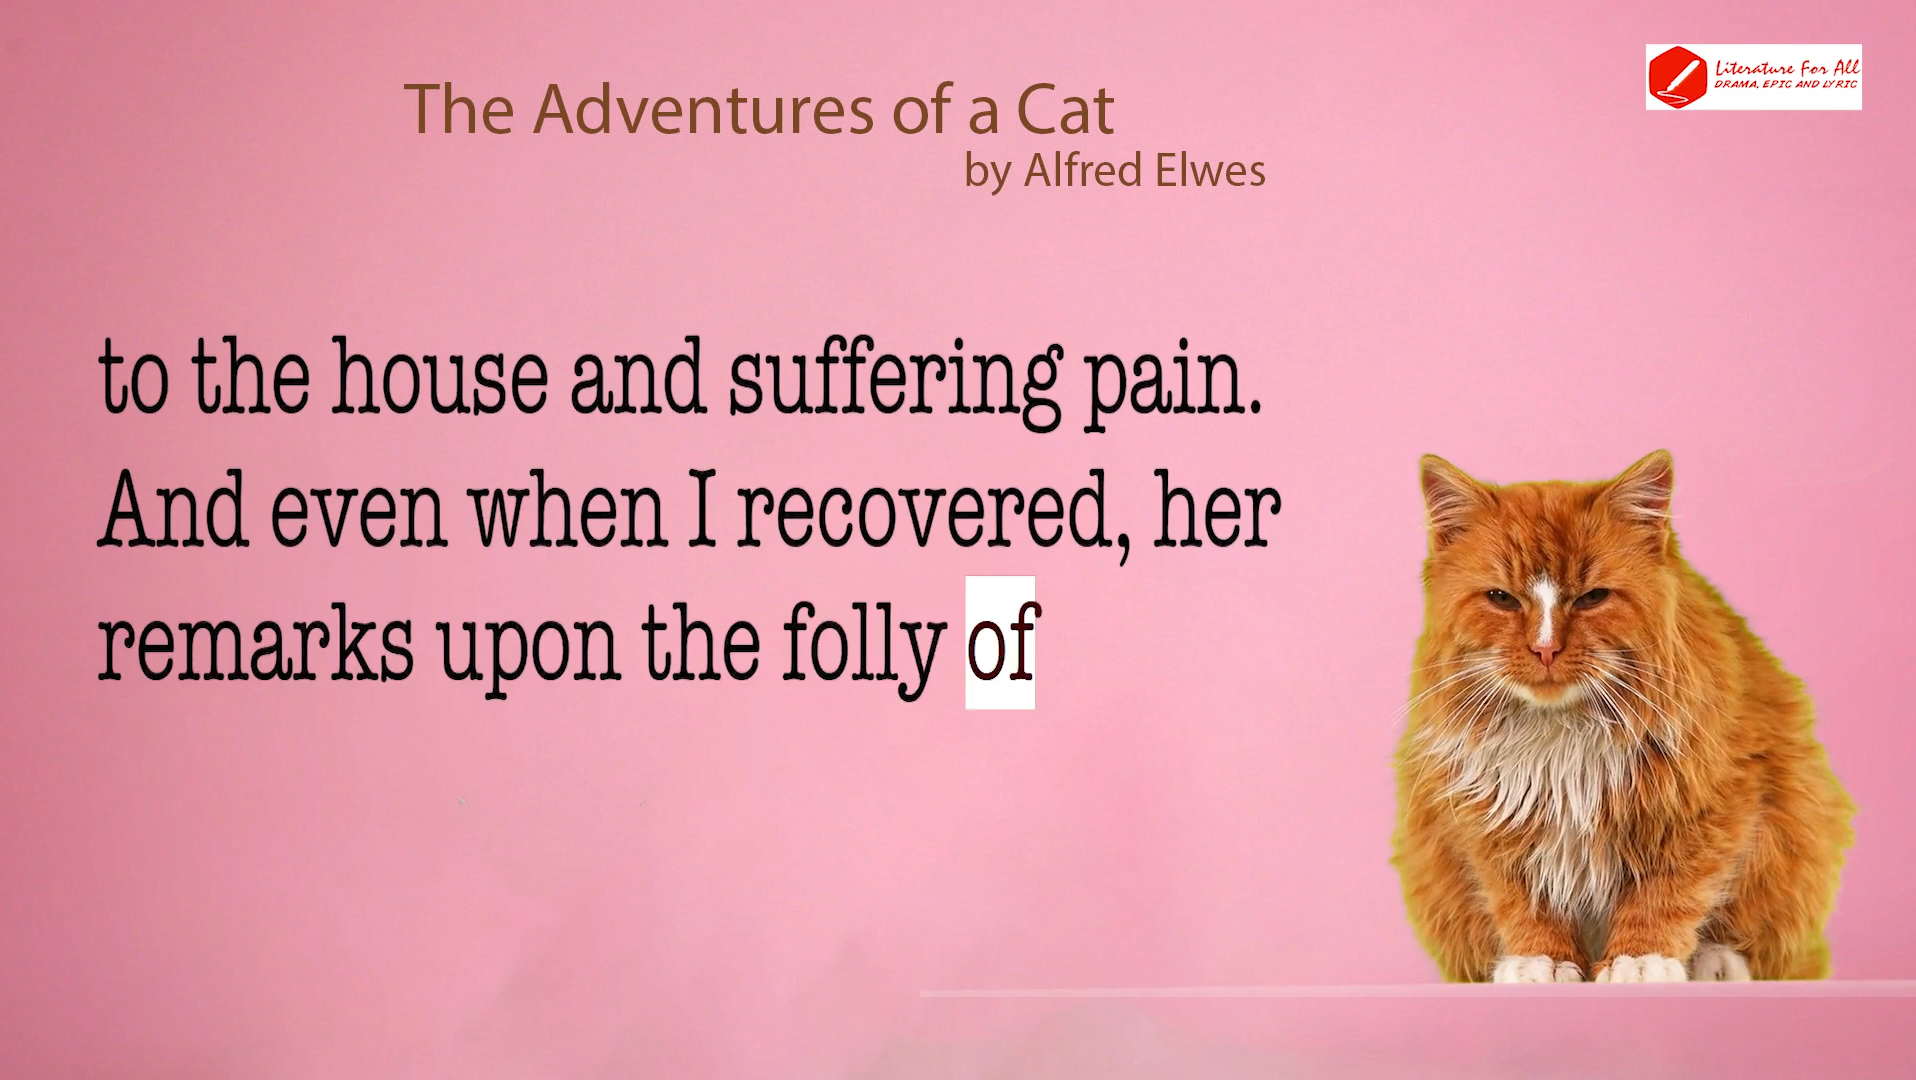 The Adventures of a Cat
by Alfred Elwes
Literature For All
DRAMA, EPIC AND LYRIC
to the house and suffering pain.
And even when I recovered, her
remarks upon the folly of